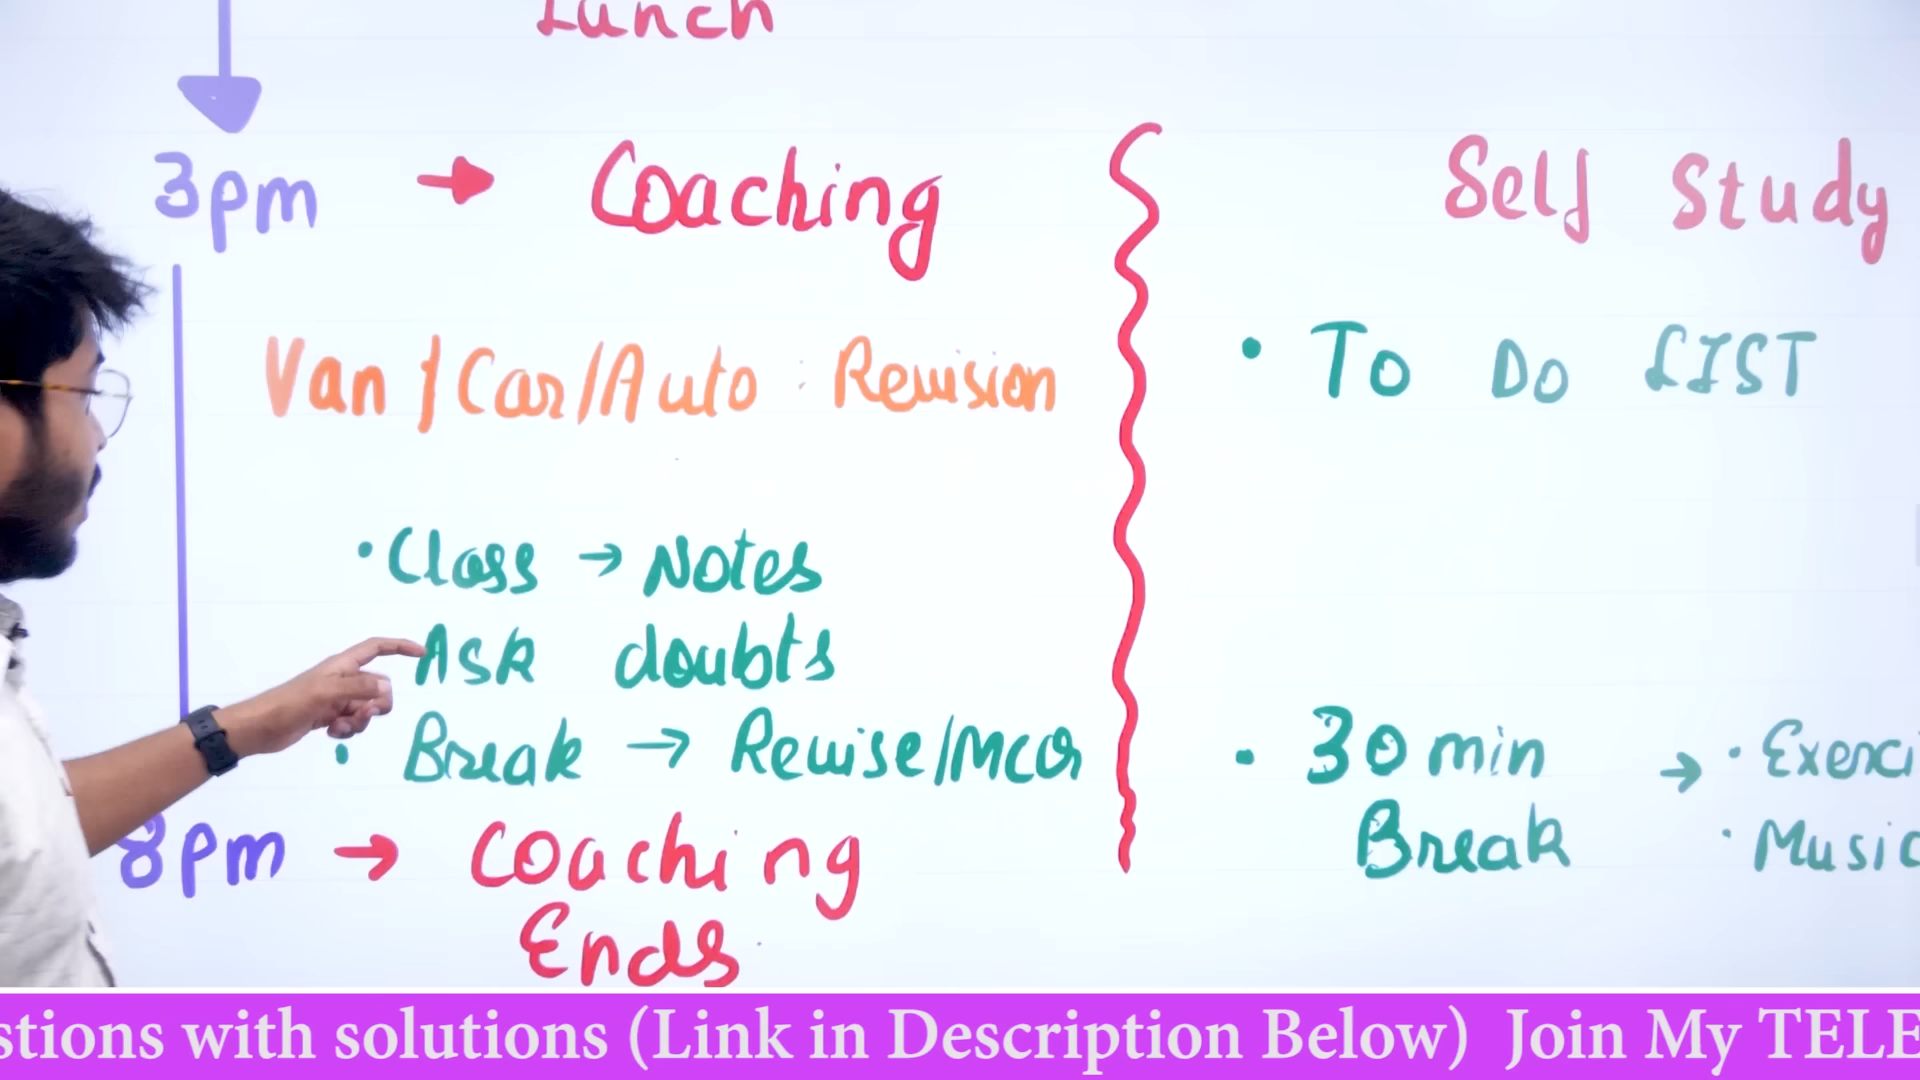 Lunch
3pm → Coaching
Van / Car/Auto : Revision
• Class → Notes
Ask doubts
• Break → Revise/MCQ
8pm → Coaching
Ends
Self Study
• To Do LIST
• 30 min
Break
→ • Exerci
• Music
stions with solutions (Link in Description Below) Join My TELE